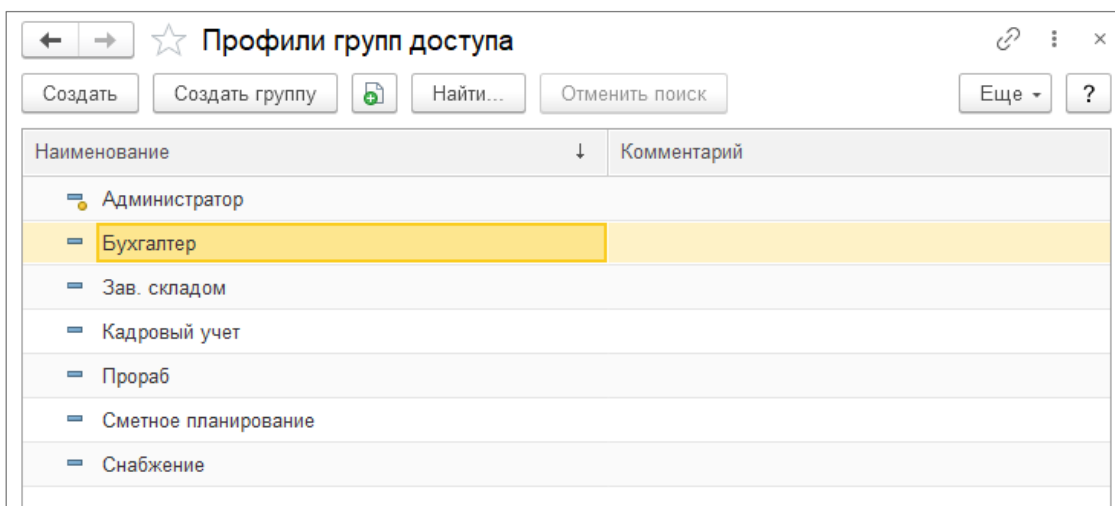 Профили групп доступа
Создать Создать группу Найти... Отменить поиск Еще ?
Наименование Комментарий
Администратор
Бухгалтер
Зав. складом
Кадровый учет
Прораб
Сметное планирование
Снабжение